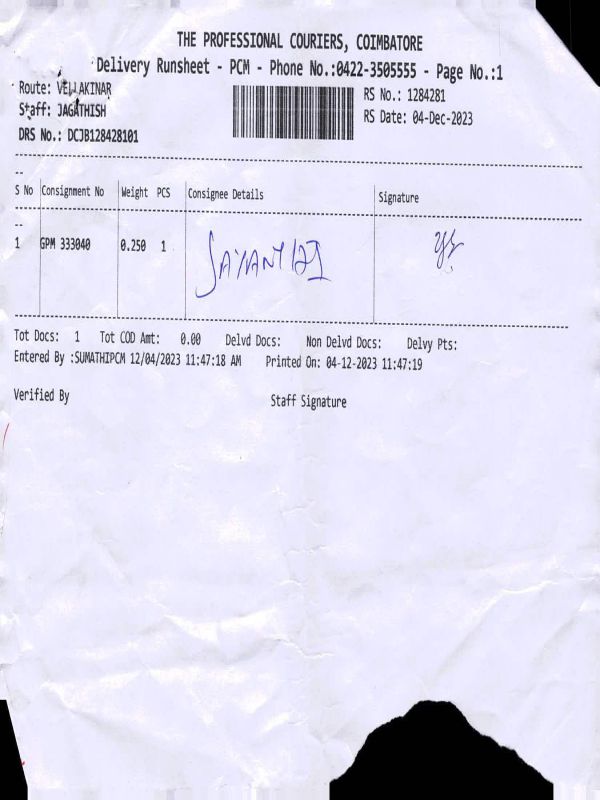 THE PROFESSIONAL COURIERS, COIMBATORE
Delivery Runsheet - PCM - Phone No.:0422-3505555 - Page No.:1
Route: VELLAKINAR
RS No.: 1284281
Staff: JAGATHISH
RS Date: 04-Dec-2023
DRS No.: DCJB128428101
--
S No Consignment No Weight PCS Consignee Details Signature
--
1 GPM 333040 0.250 1
Tot Docs: 1 Tot COD Amt: 0.00 Delvd Docs: Non Delvd Docs: Delvy Pts:
Entered By :SUMATHIPCM 12/04/2023 11:47:18 AM Printed On: 04-12-2023 11:47:19
Verified By Staff Signature